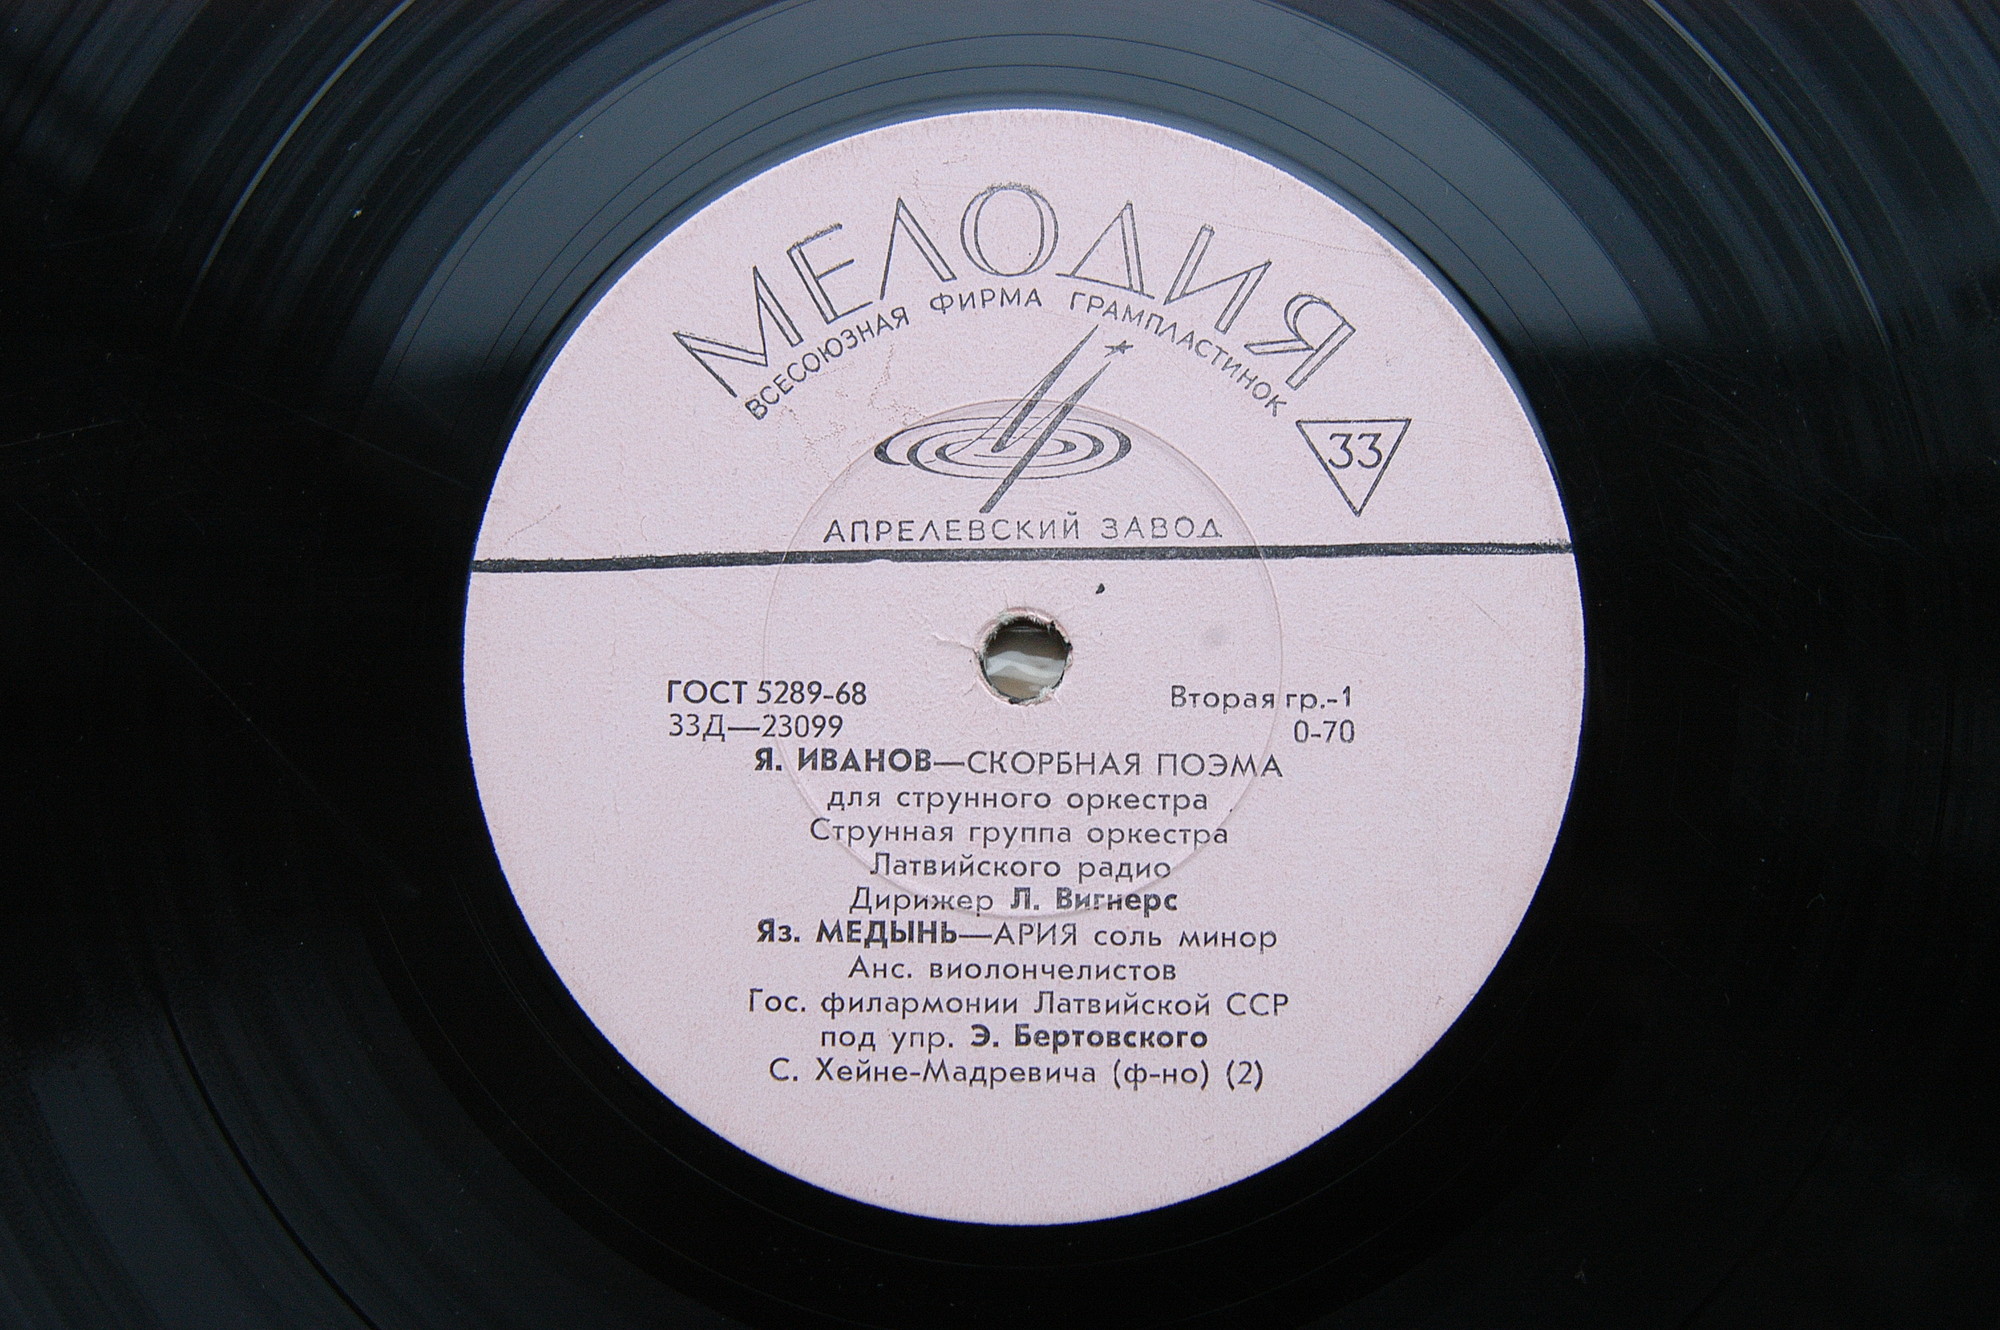 МЕЛОДИЯ
ВСЕСОЮЗНАЯ ФИРМА ГРАМПЛАСТИНОК
33
АПРЕЛЕВСКИЙ ЗАВОД
ГОСТ 5289-68 Вторая гр.-1
33Д—23099 0-70
Я. ИВАНОВ—СКОРБНАЯ ПОЭМА
для струнного оркестра
Струнная группа оркестра
Латвийского радио
Дирижер Л. Вигнерс
Яз. МЕДЫНЬ—АРИЯ соль минор
Анс. виолончелистов
Гос. филармонии Латвийской ССР
под упр. Э. Бертовского
С. Хейне-Мадревича (ф-но) (2)